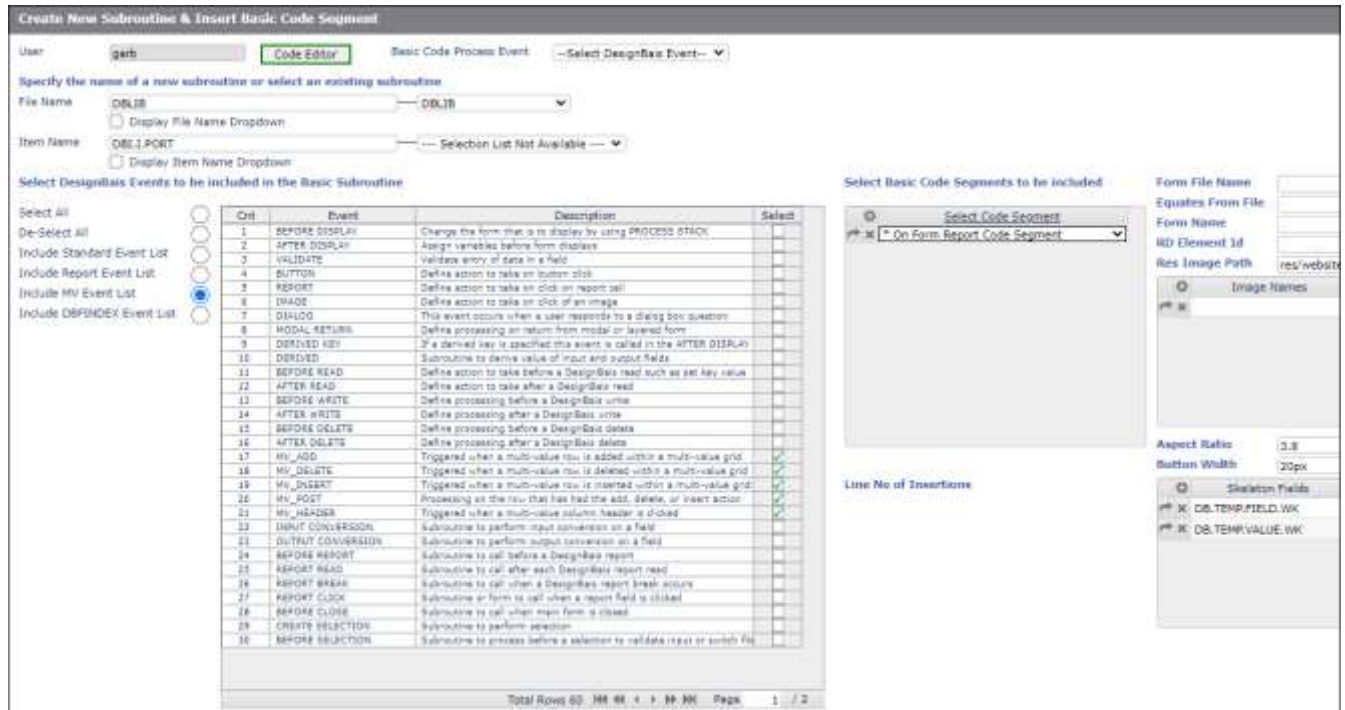 Create New Subroutine & Insert Basic Code Segment
User garb Code Editor Basic Code Process Event --Select DesignBais Event--
Specify the name of a new subroutine or select an existing subroutine
File Name DBLIB DBLIB
Display File Name Dropdown
Item Name DBI.I.PORT --- Selection List Not Available ---
Display Item Name Dropdown
Select DesignBais Events to be included in the Basic Subroutine
Select All
De-Select All
Include Standard Event List
Include Report Event List
Include MV Event List
Include DBFINDEX Event List
Cnt Event Description Select
1 BEFORE DISPLAY Change the form that is to display by using PROCESS STACK
2 AFTER DISPLAY Assign variables before form displays
3 VALIDATE Validate entry of data in a field
4 BUTTON Define action to take on button click
5 REPORT Define action to take on click on report cell
6 IMAGE Define action to take on click of an image
7 DIALOG This event occurs when a user responds to a dialog box question
8 MODAL RETURN Define processing on return from modal or layered form
9 DERIVED KEY If a derived key is specified this event is called in the AFTER DISPLAY
10 DERIVED Subroutine to derive value of input and output fields
11 BEFORE READ Define action to take before a DesignBais read such as set key value
12 AFTER READ Define action to take after a DesignBais read
13 BEFORE WRITE Define processing before a DesignBais write
14 AFTER WRITE Define processing after a DesignBais write
15 BEFORE DELETE Define processing before a DesignBais delete
16 AFTER DELETE Define processing after a DesignBais delete
17 MV_ADD Triggered when a multi-value row is added within a multi-value grid
18 MV_DELETE Triggered when a multi-value row is deleted within a multi-value grid
19 MV_INSERT Triggered when a multi-value row is inserted within a multi-value grid
20 MV_POST Processing on the row that has had the add, delete, or insert action
21 MV_HEADER Triggered when a multi-value column header is clicked
22 INPUT CONVERSION Subroutine to perform input conversion on a field
23 OUTPUT CONVERSION Subroutine to perform output conversion on a field
24 BEFORE REPORT Subroutine to call before a DesignBais report
25 REPORT READ Subroutine to call after each DesignBais report read
26 REPORT BREAK Subroutine to call when a DesignBais report break occurs
27 REPORT CLICK Subroutine or form to call when a report field is clicked
28 BEFORE CLOSE Subroutine to call when main form is closed
29 CREATE SELECTION Subroutine to perform selection
30 BEFORE SELECTION Subroutine to process before a selection to validate input or switch file
Total Rows 60 Page 1 / 2
Select Basic Code Segments to be included
Select Code Segment
* On Form Report Code Segment
Line No of Insertions
Form File Name
Equates From File
Form Name
RD Element Id
Res Image Path res/website
Image Names
Aspect Ratio 3.8
Button Width 20px
Skeleton Fields
DB.TEMP.FIELD.WK
DB.TEMP.VALUE.WK